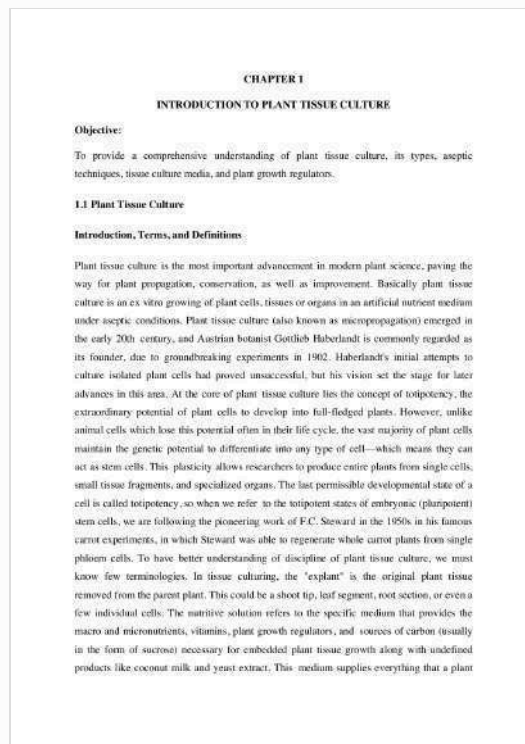 CHAPTER 1
INTRODUCTION TO PLANT TISSUE CULTURE
Objective:
To provide a comprehensive understanding of plant tissue culture, its types, aseptic
techniques, tissue culture media, and plant growth regulators.
1.1 Plant Tissue Culture
Introduction, Terms, and Definitions
Plant tissue culture is the most important advancement in modern plant science, paving the
way for plant propagation, conservation, as well as improvement. Basically plant tissue
culture is an ex vitro growing of plant cells, tissues or organs in an artificial nutrient medium
under aseptic conditions. Plant tissue culture (also known as micropropagation) emerged in
the early 20th century, and Austrian botanist Gottlieb Haberlandt is commonly regarded as
its founder, due to groundbreaking experiments in 1902. Haberlandt's initial attempts to
culture isolated plant cells had proved unsuccessful, but his vision set the stage for later
advances in this area. At the core of plant tissue culture lies the concept of totipotency, the
extraordinary potential of plant cells to develop into full-fledged plants. However, unlike
animal cells which lose this potential often in their life cycle, the vast majority of plant cells
maintain the genetic potential to differentiate into any type of cell—which means they can
act as stem cells. This plasticity allows researchers to produce entire plants from single cells,
small tissue fragments, and specialized organs. The last permissible developmental state of a
cell is called totipotency, so when we refer to the totipotent states of embryonic (pluripotent)
stem cells, we are following the pioneering work of F.C. Steward in the 1950s in his famous
carrot experiments, in which Steward was able to regenerate whole carrot plants from single
phloem cells. To have better understanding of discipline of plant tissue culture, we must
know few terminologies. In tissue culturing, the "explant" is the original plant tissue
removed from the parent plant. This could be a shoot tip, leaf segment, root section, or even a
few individual cells. The nutritive solution refers to the specific medium that provides the
macro and micronutrients, vitamins, plant growth regulators, and sources of carbon (usually
in the form of sucrose) necessary for embedded plant tissue growth along with undefined
products like coconut milk and yeast extract. This medium supplies everything that a plant